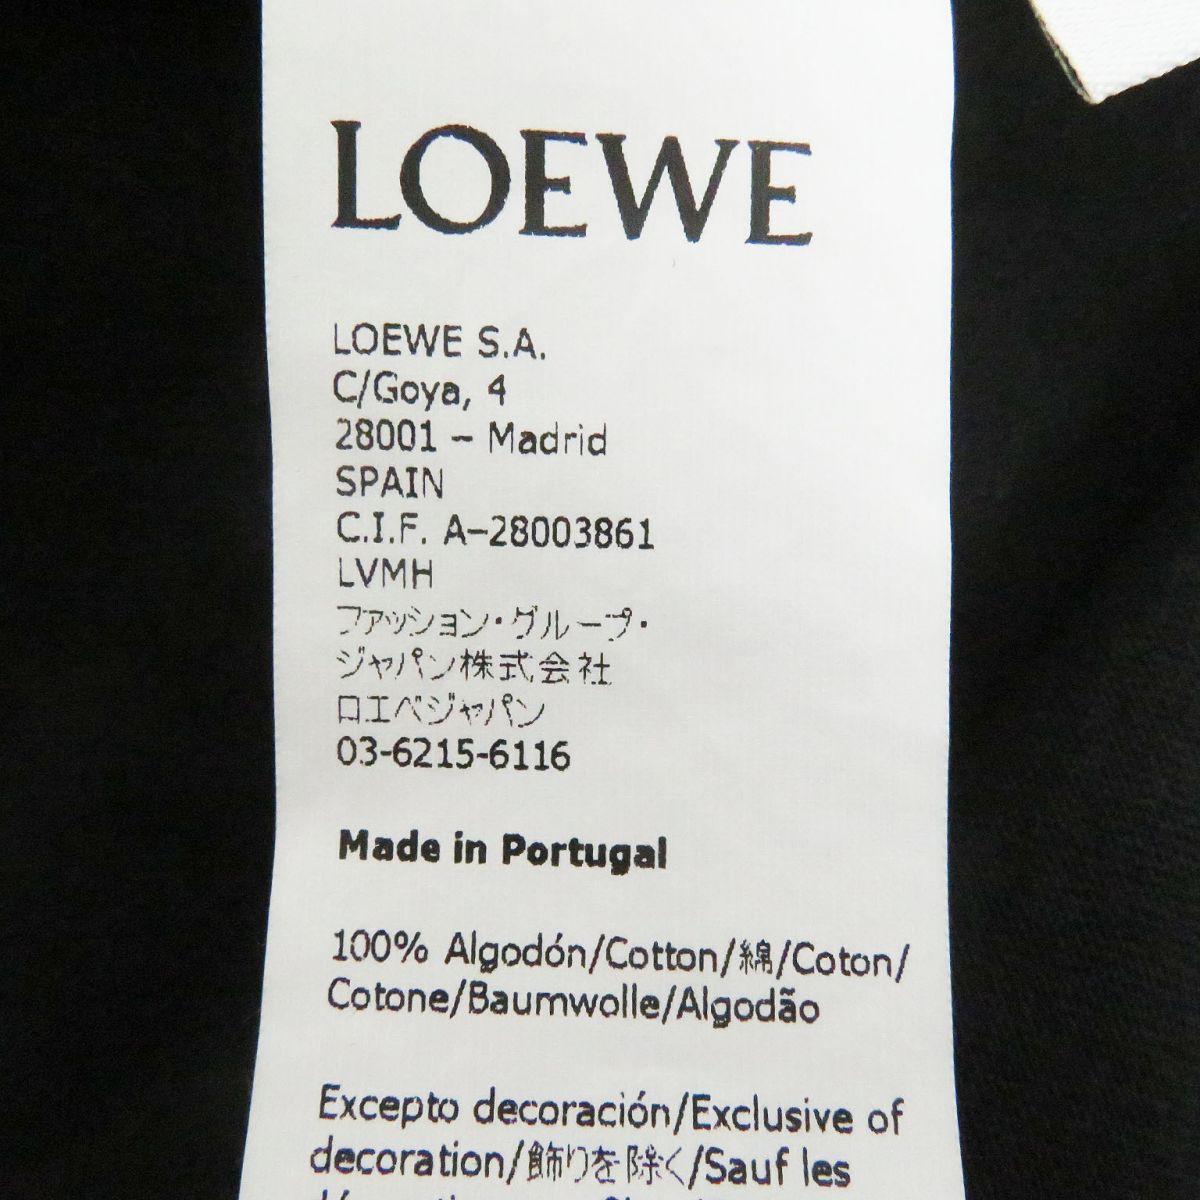 LOEWE
LOEWE S.A.
C/Goya, 4
28001 – Madrid
SPAIN
C.I.F. A–28003861
LVMH
ファッション・グループ・
ジャパン株式会社
ロエベジャパン
03-6215-6116
Made in Portugal
100% Algodón/Cotton/綿/Coton/
Cotone/Baumwolle/Algodão
Excepto decoración/Exclusive of
decoration/飾りを除く/Sauf les